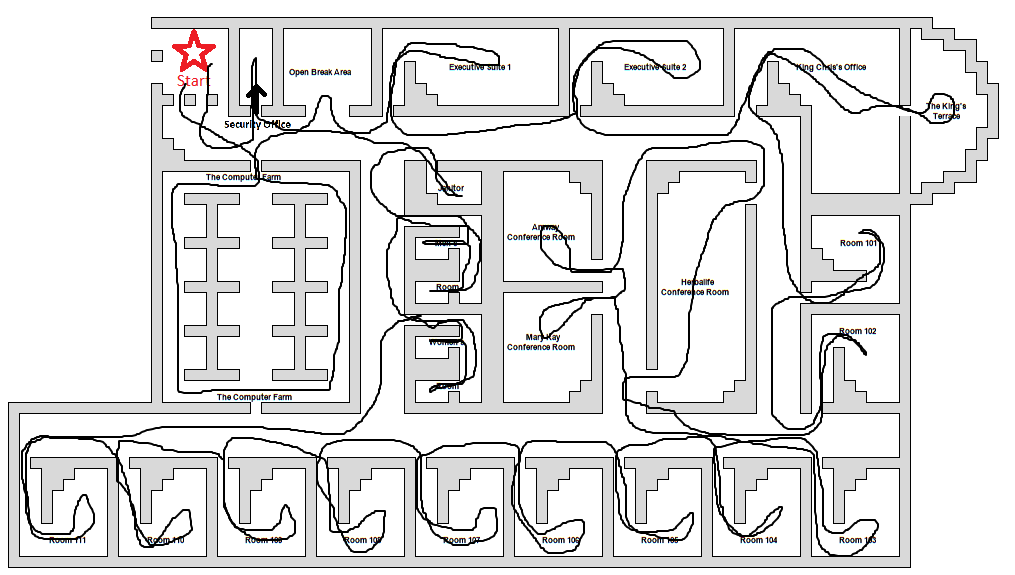 Start
Open Break Area
Executive Suite 1
Executive Suite 2
King Chris's Office
The King's
Terrace
Security Office
The Computer Farm
Janitor
Men's
Room
Amway
Conference Room
Herbalife
Conference Room
Room 101
Mary Kay
Conference Room
Women's
Room
Room 102
The Computer Farm
Room 111
Room 110
Room 109
Room 108
Room 107
Room 106
Room 105
Room 104
Room 103